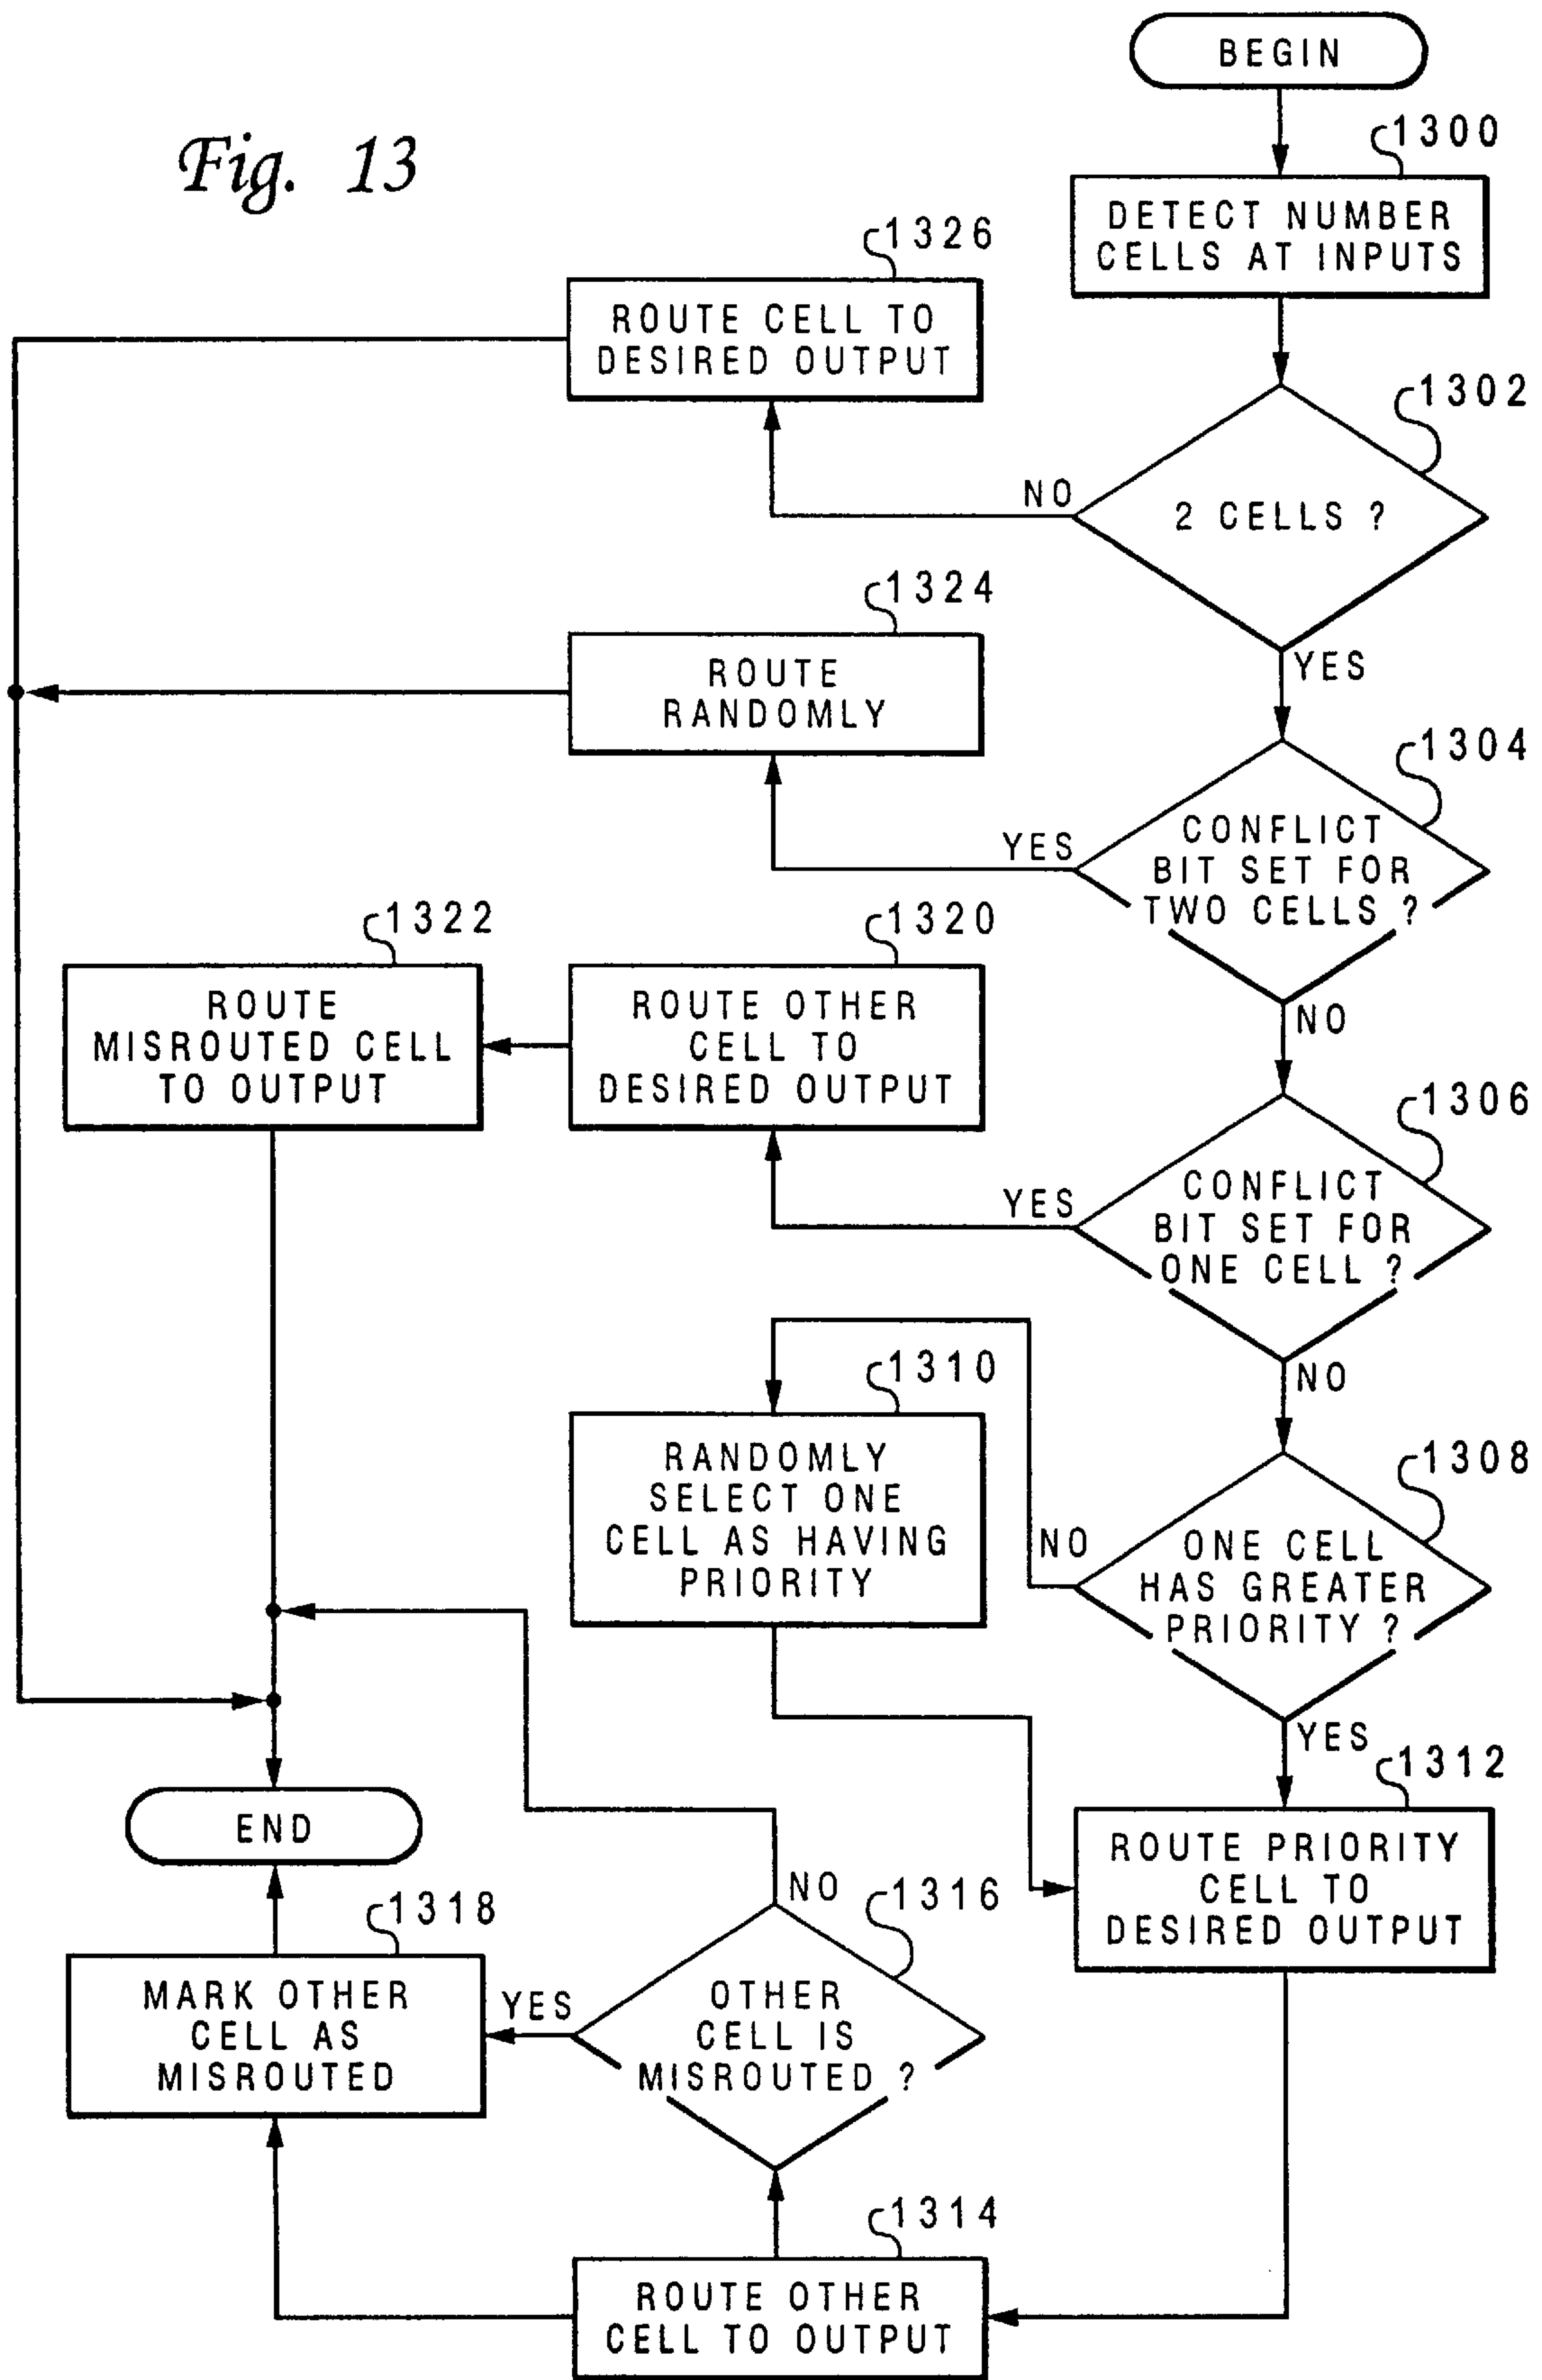 BEGIN
Fig. 13
1300
DETECT NUMBER
CELLS AT INPUTS
1326
ROUTE CELL TO
DESIRED OUTPUT
1302
NO
2 CELLS ?
YES
1324
ROUTE
RANDOMLY
1304
YES
CONFLICT
BIT SET FOR
TWO CELLS ?
NO
1322
ROUTE
MISROUTED CELL
TO OUTPUT
1320
ROUTE OTHER
CELL TO
DESIRED OUTPUT
1306
YES
CONFLICT
BIT SET FOR
ONE CELL ?
NO
1310
RANDOMLY
SELECT ONE
CELL AS HAVING
PRIORITY
1308
NO
ONE CELL
HAS GREATER
PRIORITY ?
YES
1312
ROUTE PRIORITY
CELL TO
DESIRED OUTPUT
END
NO
1316
OTHER
CELL IS
MISROUTED ?
YES
1318
MARK OTHER
CELL AS
MISROUTED
1314
ROUTE OTHER
CELL TO OUTPUT